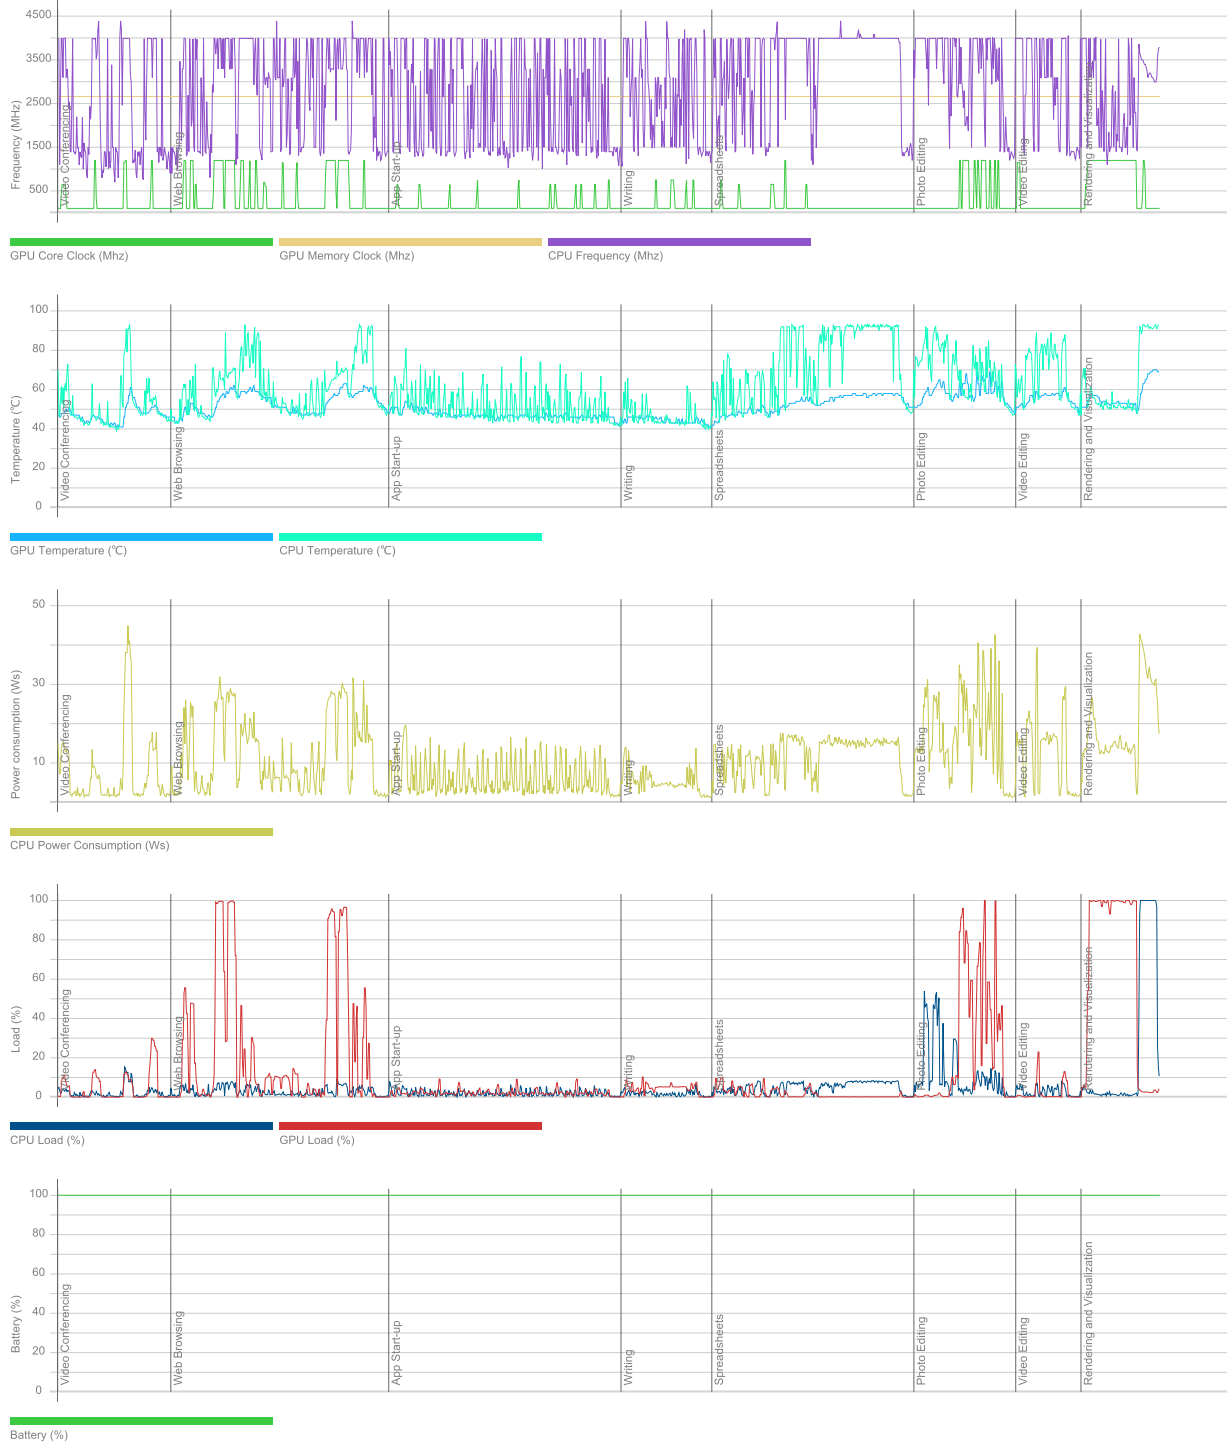 4500
3500
2500
1500
500
Frequency (MHz)
Video Conferencing
Web Browsing
App Start-up
Writing
Spreadsheets
Photo Editing
Video Editing
Rendering and Visualization
GPU Core Clock (Mhz)
GPU Memory Clock (Mhz)
CPU Frequency (Mhz)
100
80
60
40
20
0
Temperature (℃)
Video Conferencing
Web Browsing
App Start-up
Writing
Spreadsheets
Photo Editing
Video Editing
Rendering and Visualization
GPU Temperature (℃)
CPU Temperature (℃)
50
30
10
Power consumption (Ws)
Video Conferencing
Web Browsing
App Start-up
Writing
Spreadsheets
Photo Editing
Video Editing
Rendering and Visualization
CPU Power Consumption (Ws)
100
80
60
40
20
0
Load (%)
Video Conferencing
Web Browsing
App Start-up
Writing
Spreadsheets
Photo Editing
Video Editing
Rendering and Visualization
CPU Load (%)
GPU Load (%)
100
80
60
40
20
0
Battery (%)
Video Conferencing
Web Browsing
App Start-up
Writing
Spreadsheets
Photo Editing
Video Editing
Rendering and Visualization
Battery (%)